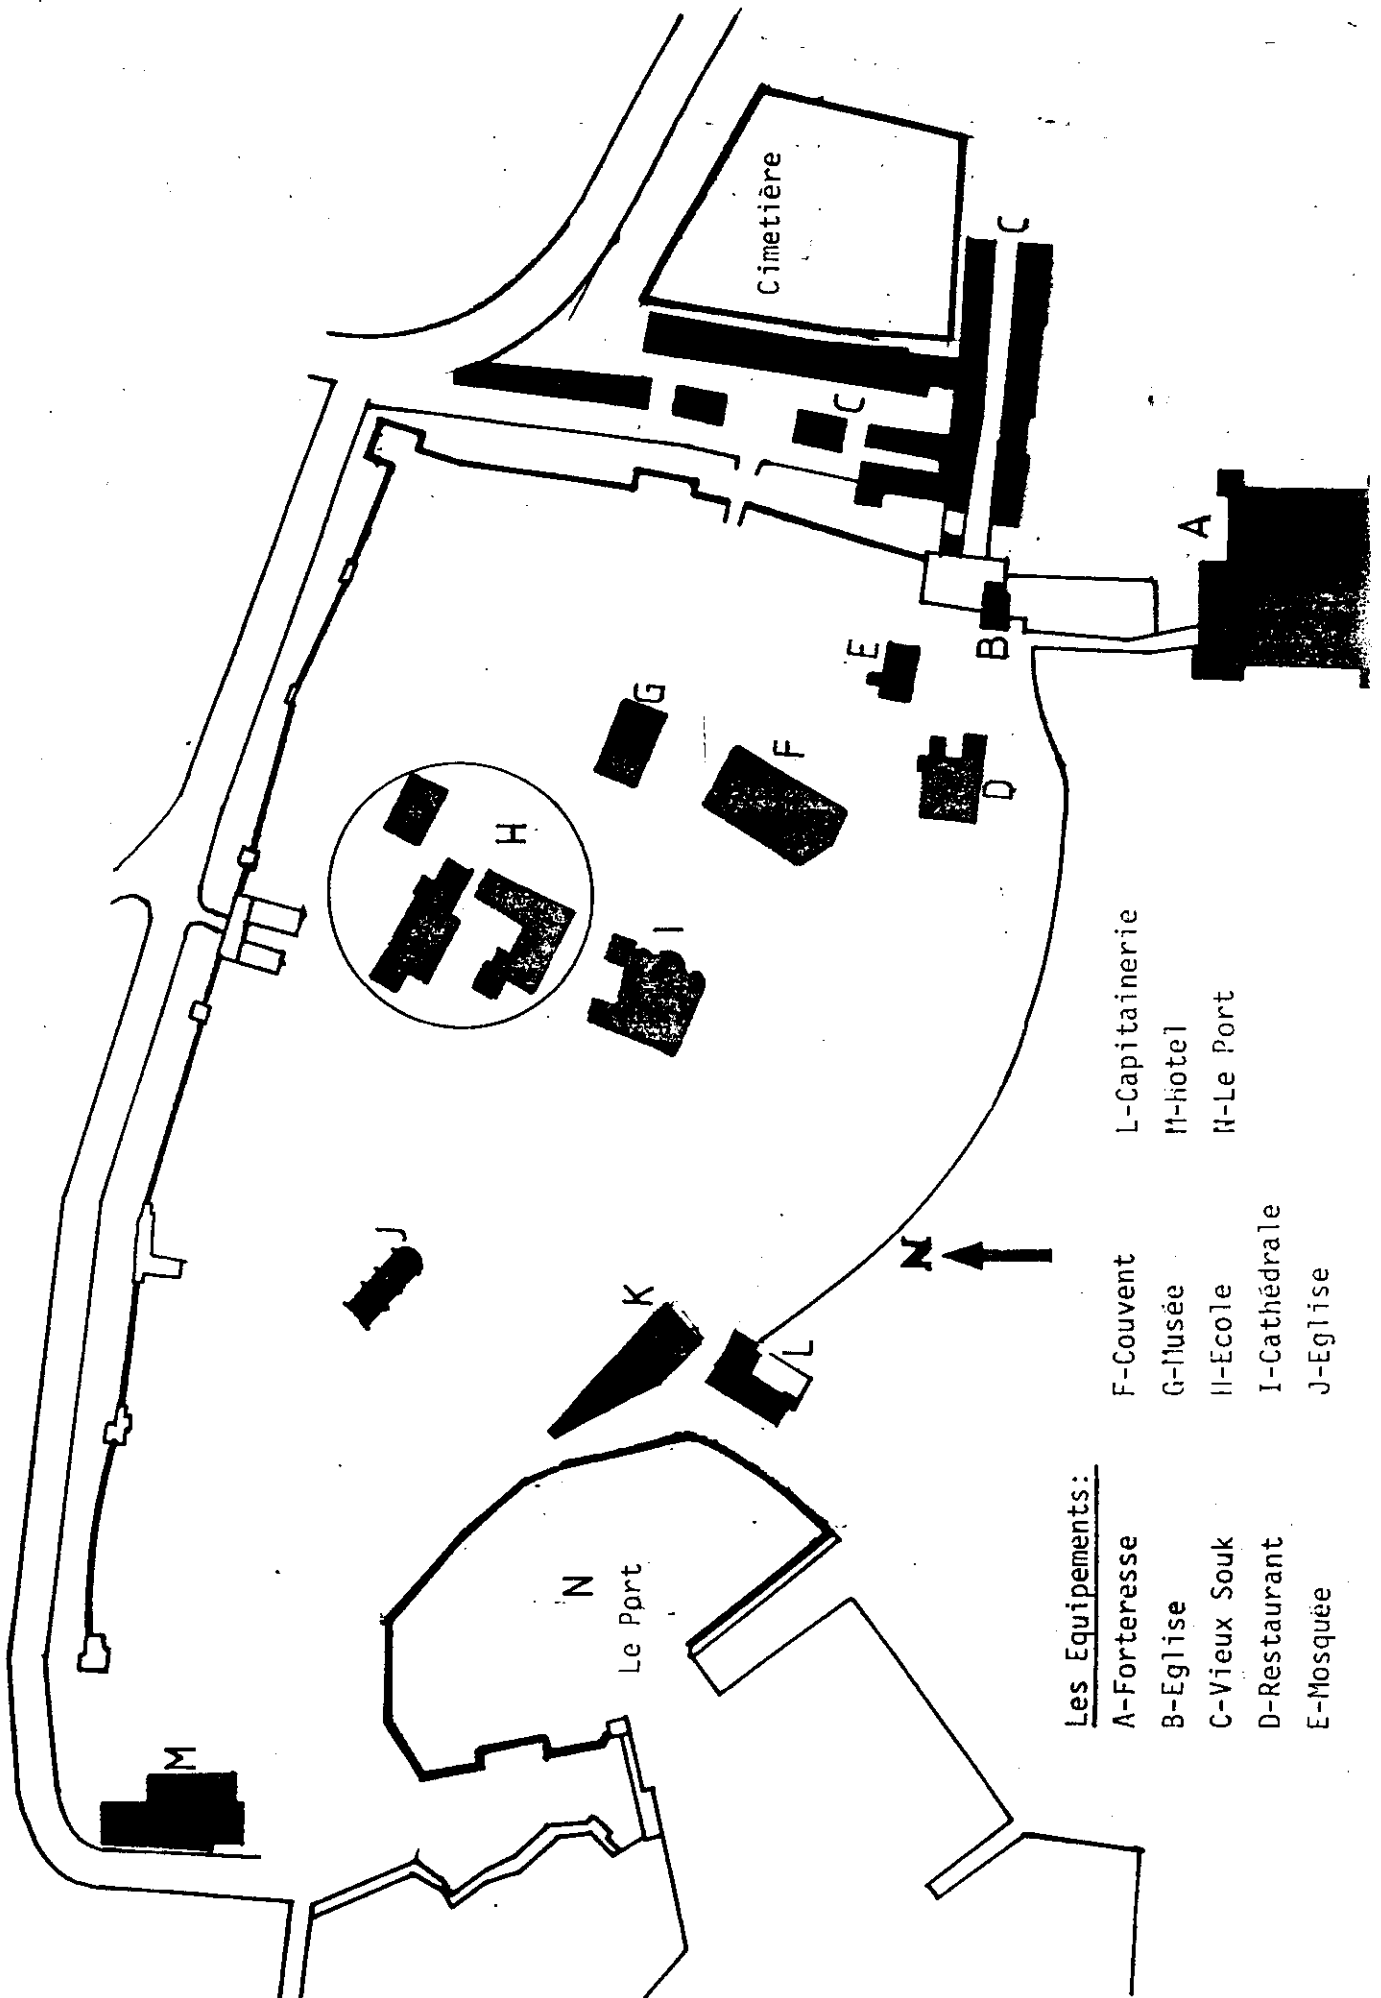 Cimetière
C
C
A
B
E
G
F
D
H
I
J
K
L
N
Le Port
M
N
Les Equipements:
A-Forteresse
B-Eglise
C-Vieux Souk
D-Restaurant
E-Mosquée
F-Couvent
G-Musée
H-Ecole
I-Cathédrale
J-Eglise
L-Capitainerie
M-hotel
N-Le Port